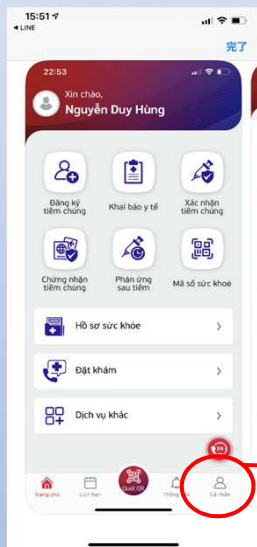 15:51
LINE
完了
22:53
Xin chào,
Nguyễn Duy Hùng
Đăng ký
tiêm chủng
Khai báo y tế
Xác nhận
tiêm chủng
Chứng nhận
tiêm chủng
Phản ứng
sau tiêm
Mã số sức khoẻ
Hồ sơ sức khỏe
Đặt khám
Dịch vụ khác
24
Trang chủ
Lịch hẹn
Quét QR
Thông
Cá nhân